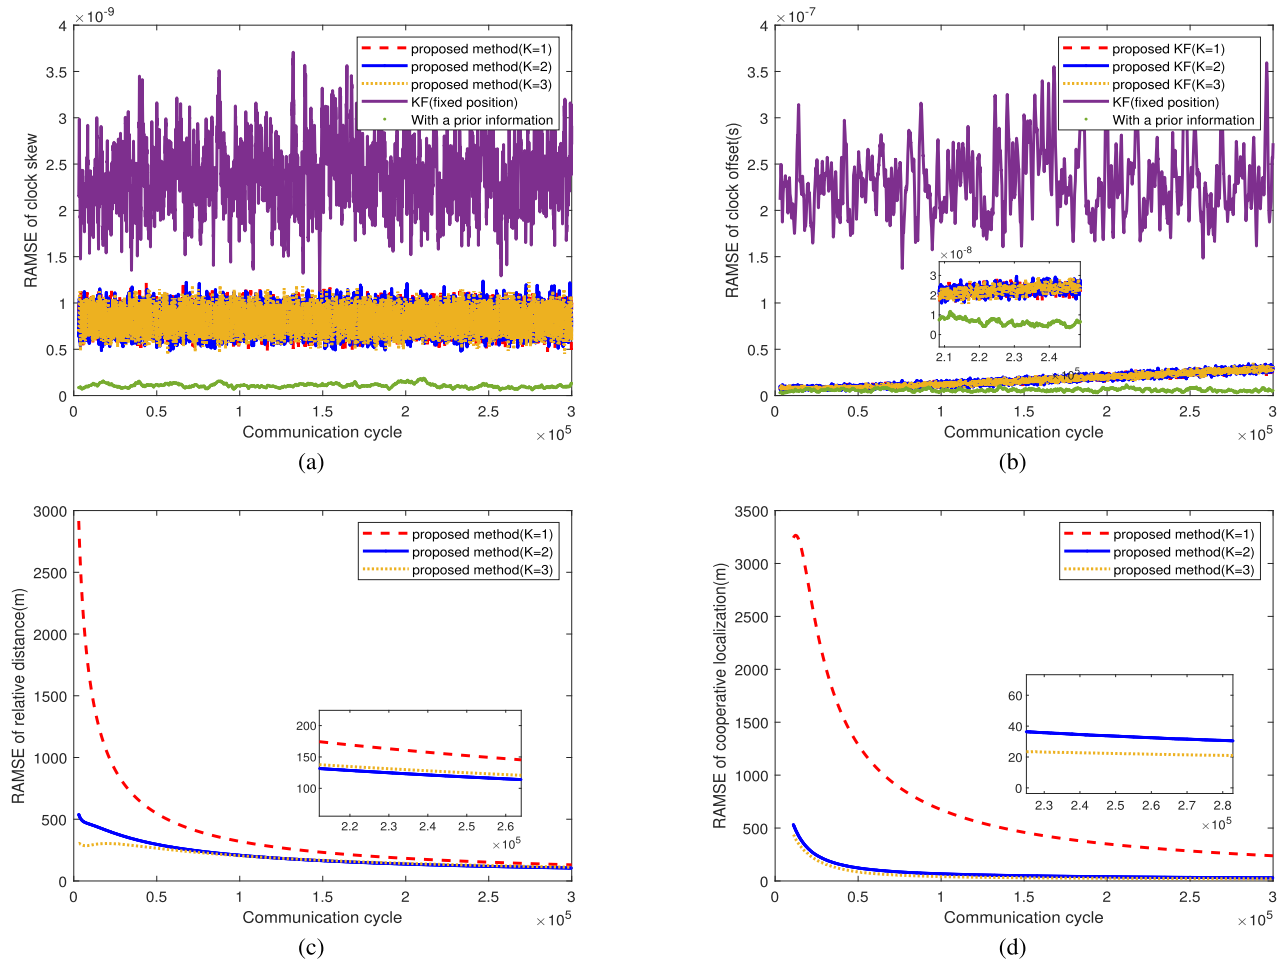 ×10⁻⁹
4
3.5
3
2.5
2
1.5
1
0.5
0
RAMSE of clock skew
proposed method(K=1)
proposed method(K=2)
proposed method(K=3)
KF(fixed position)
With a prior information
0 0.5 1 1.5 2 2.5 3
Communication cycle
×10⁵
(a)
×10⁻⁷
4
3.5
3
2.5
2
1.5
1
0.5
0
RAMSE of clock offset(s)
proposed KF(K=1)
proposed KF(K=2)
proposed KF(K=3)
KF(fixed position)
With a prior information
×10⁻⁸
3
2
1
0
2.1 2.2 2.3 2.4
×10⁵
0 0.5 1 1.5 2 2.5 3
Communication cycle
×10⁵
(b)
3000
2500
2000
1500
1000
500
0
RAMSE of relative distance(m)
proposed method(K=1)
proposed method(K=2)
proposed method(K=3)
200
150
100
2.2 2.3 2.4 2.5 2.6
×10⁵
0 0.5 1 1.5 2 2.5 3
Communication cycle
×10⁵
(c)
3500
3000
2500
2000
1500
1000
500
0
RAMSE of cooperative localization(m)
proposed method(K=1)
proposed method(K=2)
proposed method(K=3)
60
40
20
0
2.3 2.4 2.5 2.6 2.7 2.8
×10⁵
0 0.5 1 1.5 2 2.5 3
Communication cycle
×10⁵
(d)